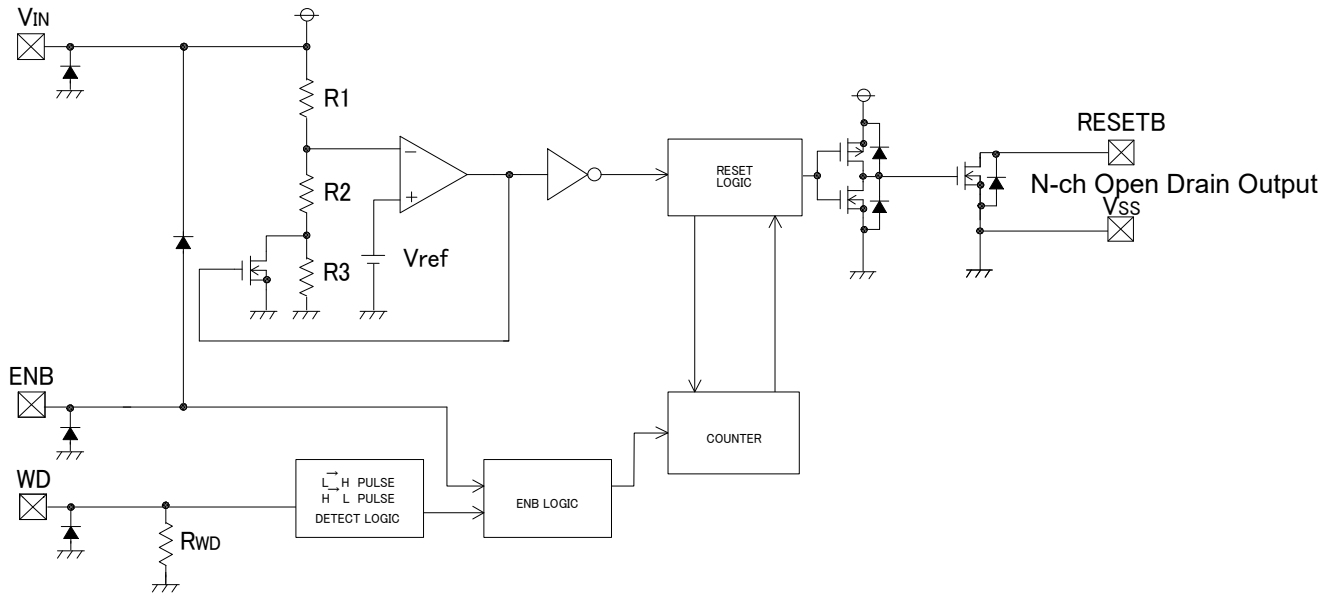 VIN
R1
R2
R3
−
+
Vref
RESET
LOGIC
RESETB
N-ch Open Drain Output
VSS
ENB
COUNTER
WD
L → H PULSE
H → L PULSE
DETECT LOGIC
ENB LOGIC
RWD